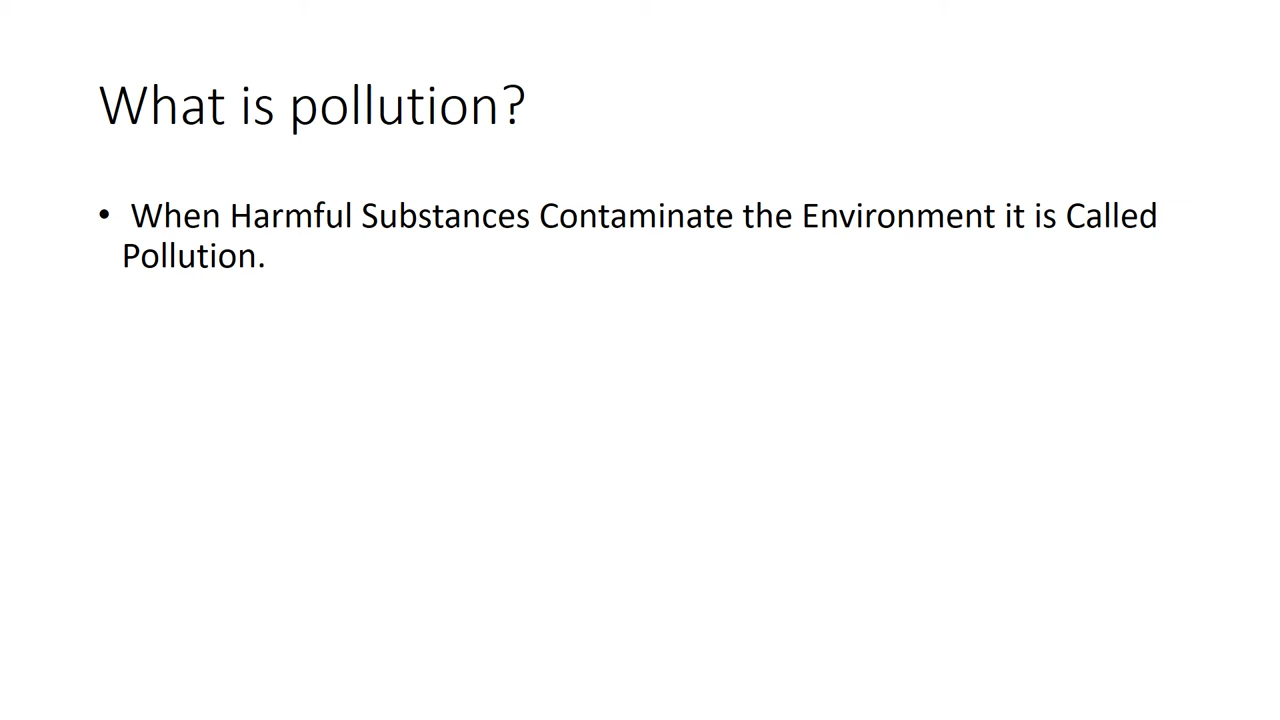 What is pollution?
• When Harmful Substances Contaminate the Environment it is Called
Pollution.